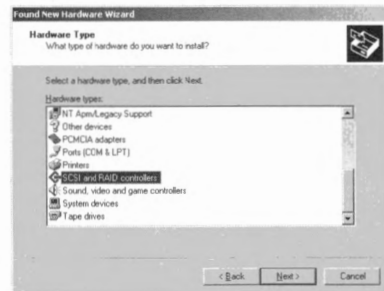 Found New Hardware Wizard
Hardware Type
What type of hardware do you want to install?
Select a hardware type, and then click Next.
Hardware types:
NT Apm/Legacy Support
Other devices
PCMCIA adapters
Ports (COM & LPT)
Printers
SCSI and RAID controllers
Sound, video and game controllers
System devices
Tape drives
< Back
Next >
Cancel